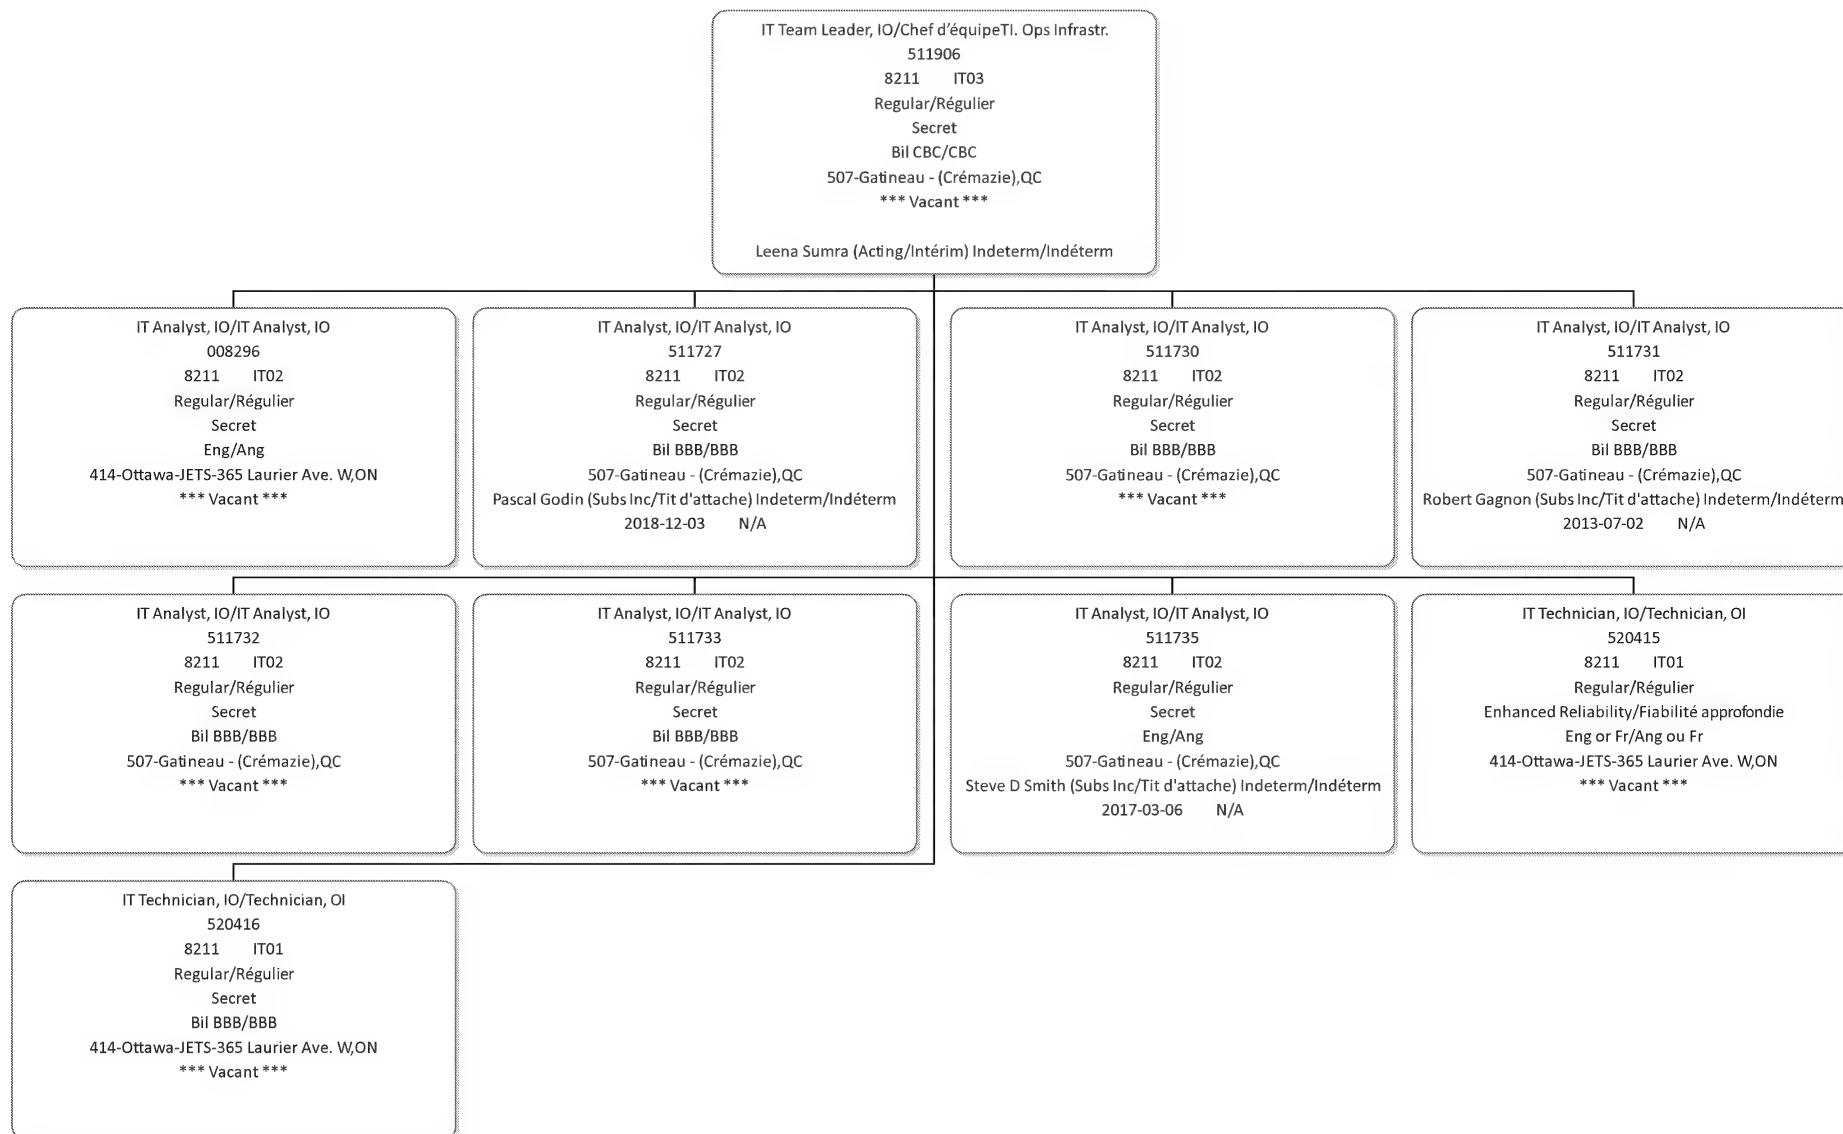 IT Team Leader, IO/Chef d'équipeTI. Ops Infrastr.
511906
8211 IT03
Regular/Régulier
Secret
Bil CBC/CBC
507-Gatineau - (Crémazie),QC
*** Vacant ***
Leena Sumra (Acting/Intérim) Indeterm/Indéterm
IT Analyst, IO/IT Analyst, IO
008296
8211 IT02
Regular/Régulier
Secret
Eng/Ang
414-Ottawa-JETS-365 Laurier Ave. W,ON
*** Vacant ***
IT Analyst, IO/IT Analyst, IO
511727
8211 IT02
Regular/Régulier
Secret
Bil BBB/BBB
507-Gatineau - (Crémazie),QC
Pascal Godin (Subs Inc/Tit d'attache) Indeterm/Indéterm
2018-12-03 N/A
IT Analyst, IO/IT Analyst, IO
511730
8211 IT02
Regular/Régulier
Secret
Bil BBB/BBB
507-Gatineau - (Crémazie),QC
*** Vacant ***
IT Analyst, IO/IT Analyst, IO
511731
8211 IT02
Regular/Régulier
Secret
Bil BBB/BBB
507-Gatineau - (Crémazie),QC
Robert Gagnon (Subs Inc/Tit d'attache) Indeterm/Indéterm
2013-07-02 N/A
IT Analyst, IO/IT Analyst, IO
511732
8211 IT02
Regular/Régulier
Secret
Bil BBB/BBB
507-Gatineau - (Crémazie),QC
*** Vacant ***
IT Analyst, IO/IT Analyst, IO
511733
8211 IT02
Regular/Régulier
Secret
Bil BBB/BBB
507-Gatineau - (Crémazie),QC
*** Vacant ***
IT Analyst, IO/IT Analyst, IO
511735
8211 IT02
Regular/Régulier
Secret
Eng/Ang
507-Gatineau - (Crémazie),QC
Steve D Smith (Subs Inc/Tit d'attache) Indeterm/Indéterm
2017-03-06 N/A
IT Technician, IO/Technician, OI
520415
8211 IT01
Regular/Régulier
Enhanced Reliability/Fiabilité approfondie
Eng or Fr/Ang ou Fr
414-Ottawa-JETS-365 Laurier Ave. W,ON
*** Vacant ***
IT Technician, IO/Technician, OI
520416
8211 IT01
Regular/Régulier
Secret
Bil BBB/BBB
414-Ottawa-JETS-365 Laurier Ave. W,ON
*** Vacant ***